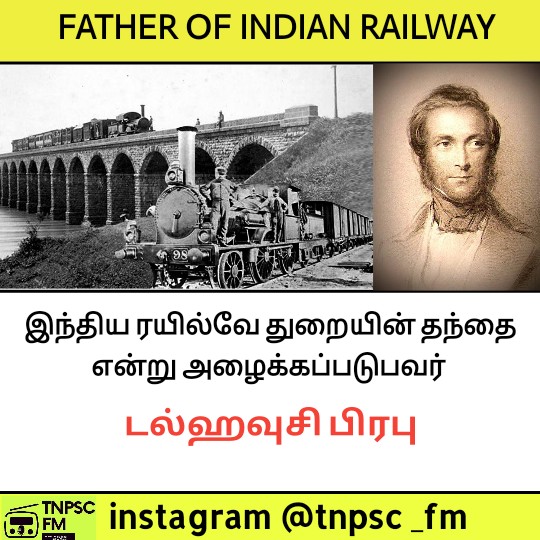 FATHER OF INDIAN RAILWAY
98
இந்திய ரயில்வே துறையின் தந்தை
என்று அழைக்கப்படுபவர்
டல்ஹவுசி பிரபு
TNPSC
FM
instagram @tnpsc _fm